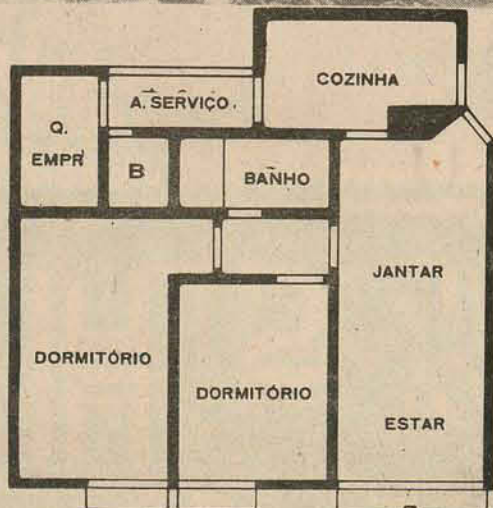 COZINHA
A. SERVIÇO
Q.
EMPR
B
BANHO
JANTAR
DORMITÓRIO
DORMITÓRIO
ESTAR